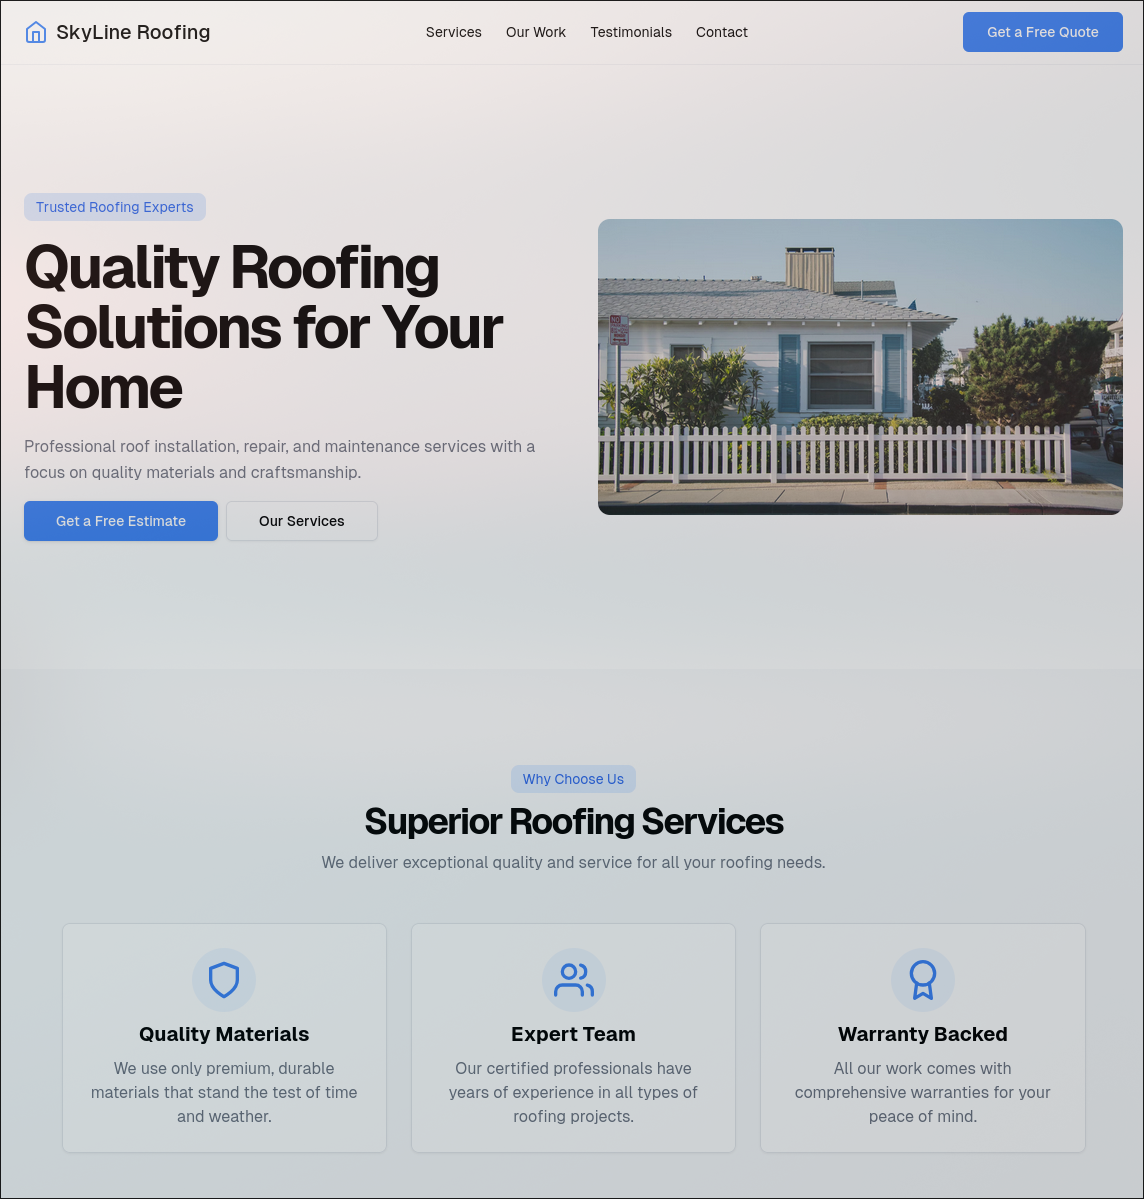 SkyLine Roofing
Services
Our Work
Testimonials
Contact
Get a Free Quote
Trusted Roofing Experts
Quality Roofing
Solutions for Your
Home
Professional roof installation, repair, and maintenance services with a
focus on quality materials and craftsmanship.
Get a Free Estimate
Our Services
Why Choose Us
Superior Roofing Services
We deliver exceptional quality and service for all your roofing needs.
Quality Materials
We use only premium, durable
materials that stand the test of time
and weather.
Expert Team
Our certified professionals have
years of experience in all types of
roofing projects.
Warranty Backed
All our work comes with
comprehensive warranties for your
peace of mind.